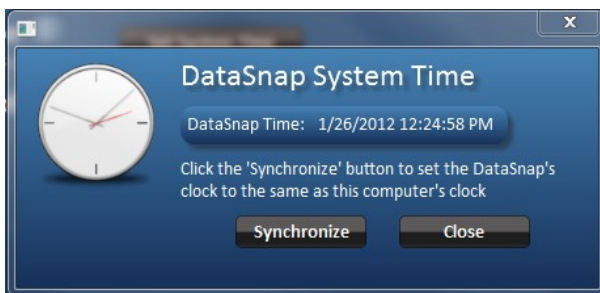 X
DataSnap System Time
DataSnap Time: 1/26/2012 12:24:58 PM
Click the 'Synchronize' button to set the DataSnap's
clock to the same as this computer's clock
Synchronize Close